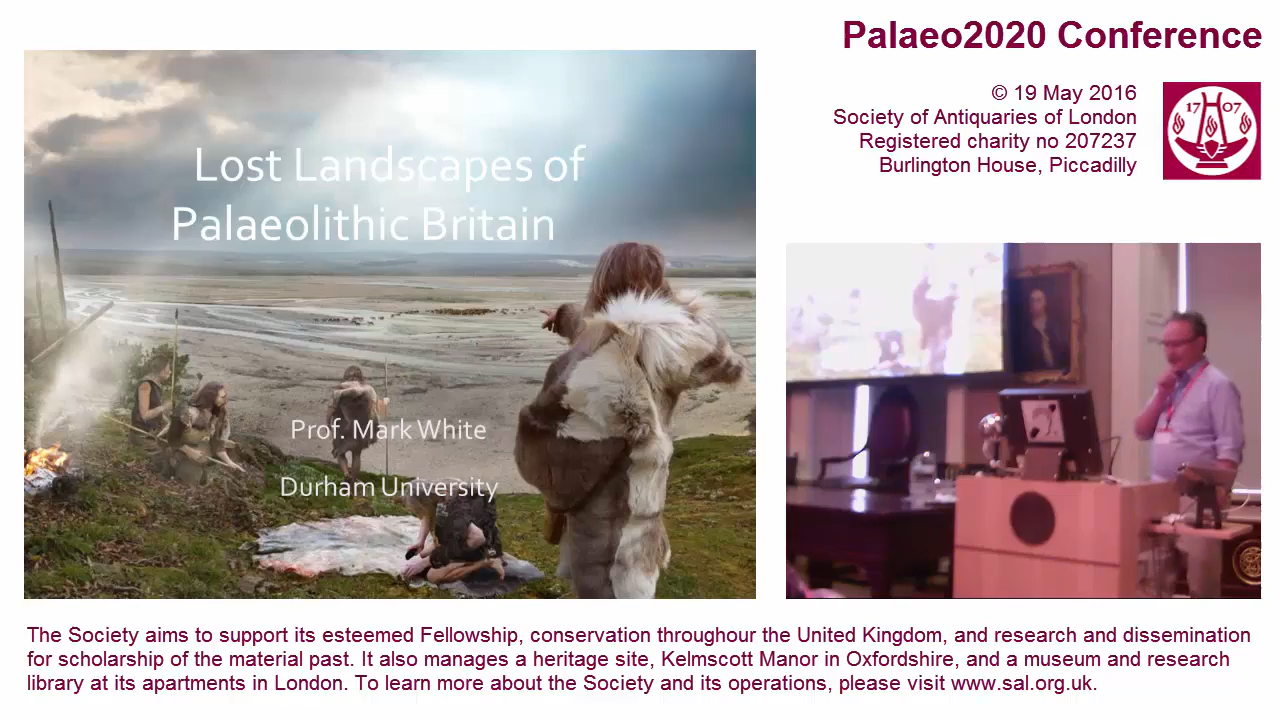 Palaeo2020 Conference
© 19 May 2016
Society of Antiquaries of London
Registered charity no 207237
Burlington House, Piccadilly
17 07
Lost Landscapes of
Palaeolithic Britain
Prof. Mark White
Durham University
The Society aims to support its esteemed Fellowship, conservation throughour the United Kingdom, and research and dissemination
for scholarship of the material past. It also manages a heritage site, Kelmscott Manor in Oxfordshire, and a museum and research
library at its apartments in London. To learn more about the Society and its operations, please visit www.sal.org.uk.